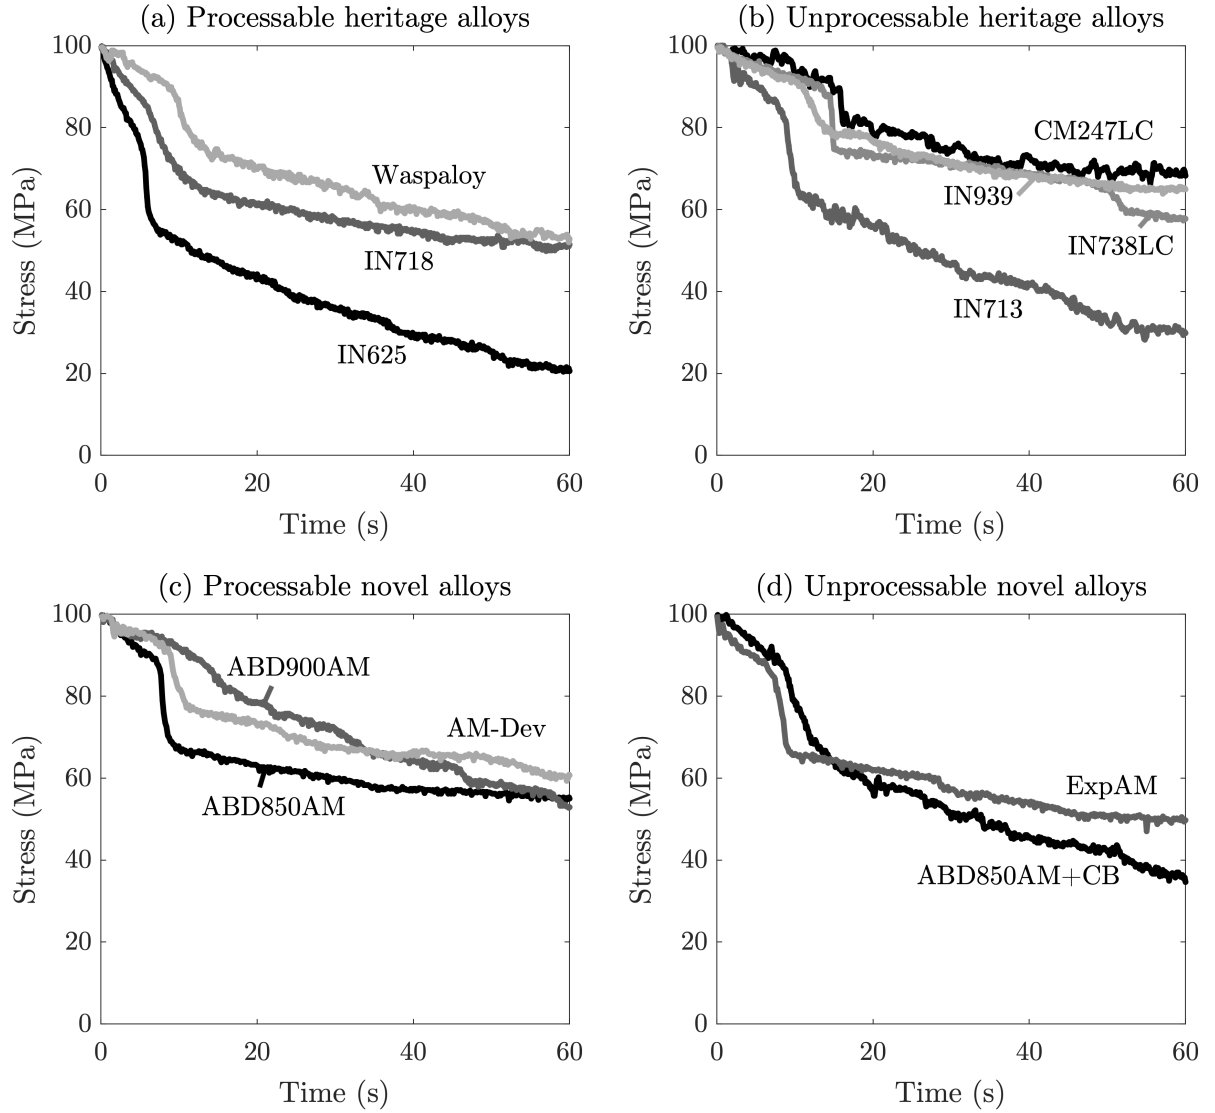 (a) Processable heritage alloys
100
80
60
40
20
0
Stress (MPa)
Waspaloy
IN718
IN625
0 20 40 60
Time (s)
(b) Unprocessable heritage alloys
100
80
60
40
20
0
Stress (MPa)
CM247LC
IN939
IN738LC
IN713
0 20 40 60
Time (s)
(c) Processable novel alloys
100
80
60
40
20
0
Stress (MPa)
ABD900AM
AM-Dev
ABD850AM
0 20 40 60
Time (s)
(d) Unprocessable novel alloys
100
80
60
40
20
0
Stress (MPa)
ExpAM
ABD850AM+CB
0 20 40 60
Time (s)